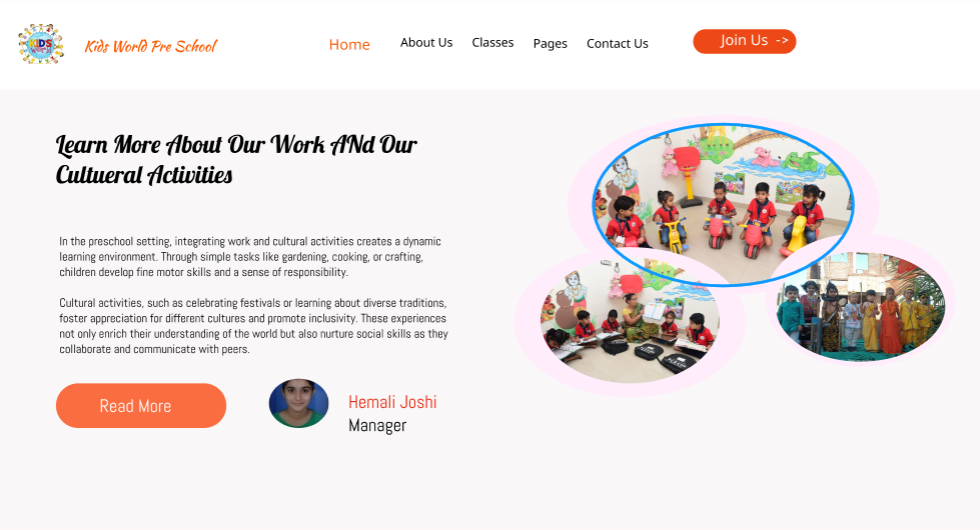 KIDS
Kids World Pre School
Home
About Us
Classes
Pages
Contact Us
Join Us ->
Learn More About Our Work ANd Our
Cultueral Activities
In the preschool setting, integrating work and cultural activities creates a dynamic
learning environment. Through simple tasks like gardening, cooking, or crafting,
children develop fine motor skills and a sense of responsibility.
Cultural activities, such as celebrating festivals or learning about diverse traditions,
foster appreciation for different cultures and promote inclusivity. These experiences
not only enrich their understanding of the world but also nurture social skills as they
collaborate and communicate with peers.
Read More
Hemali Joshi
Manager